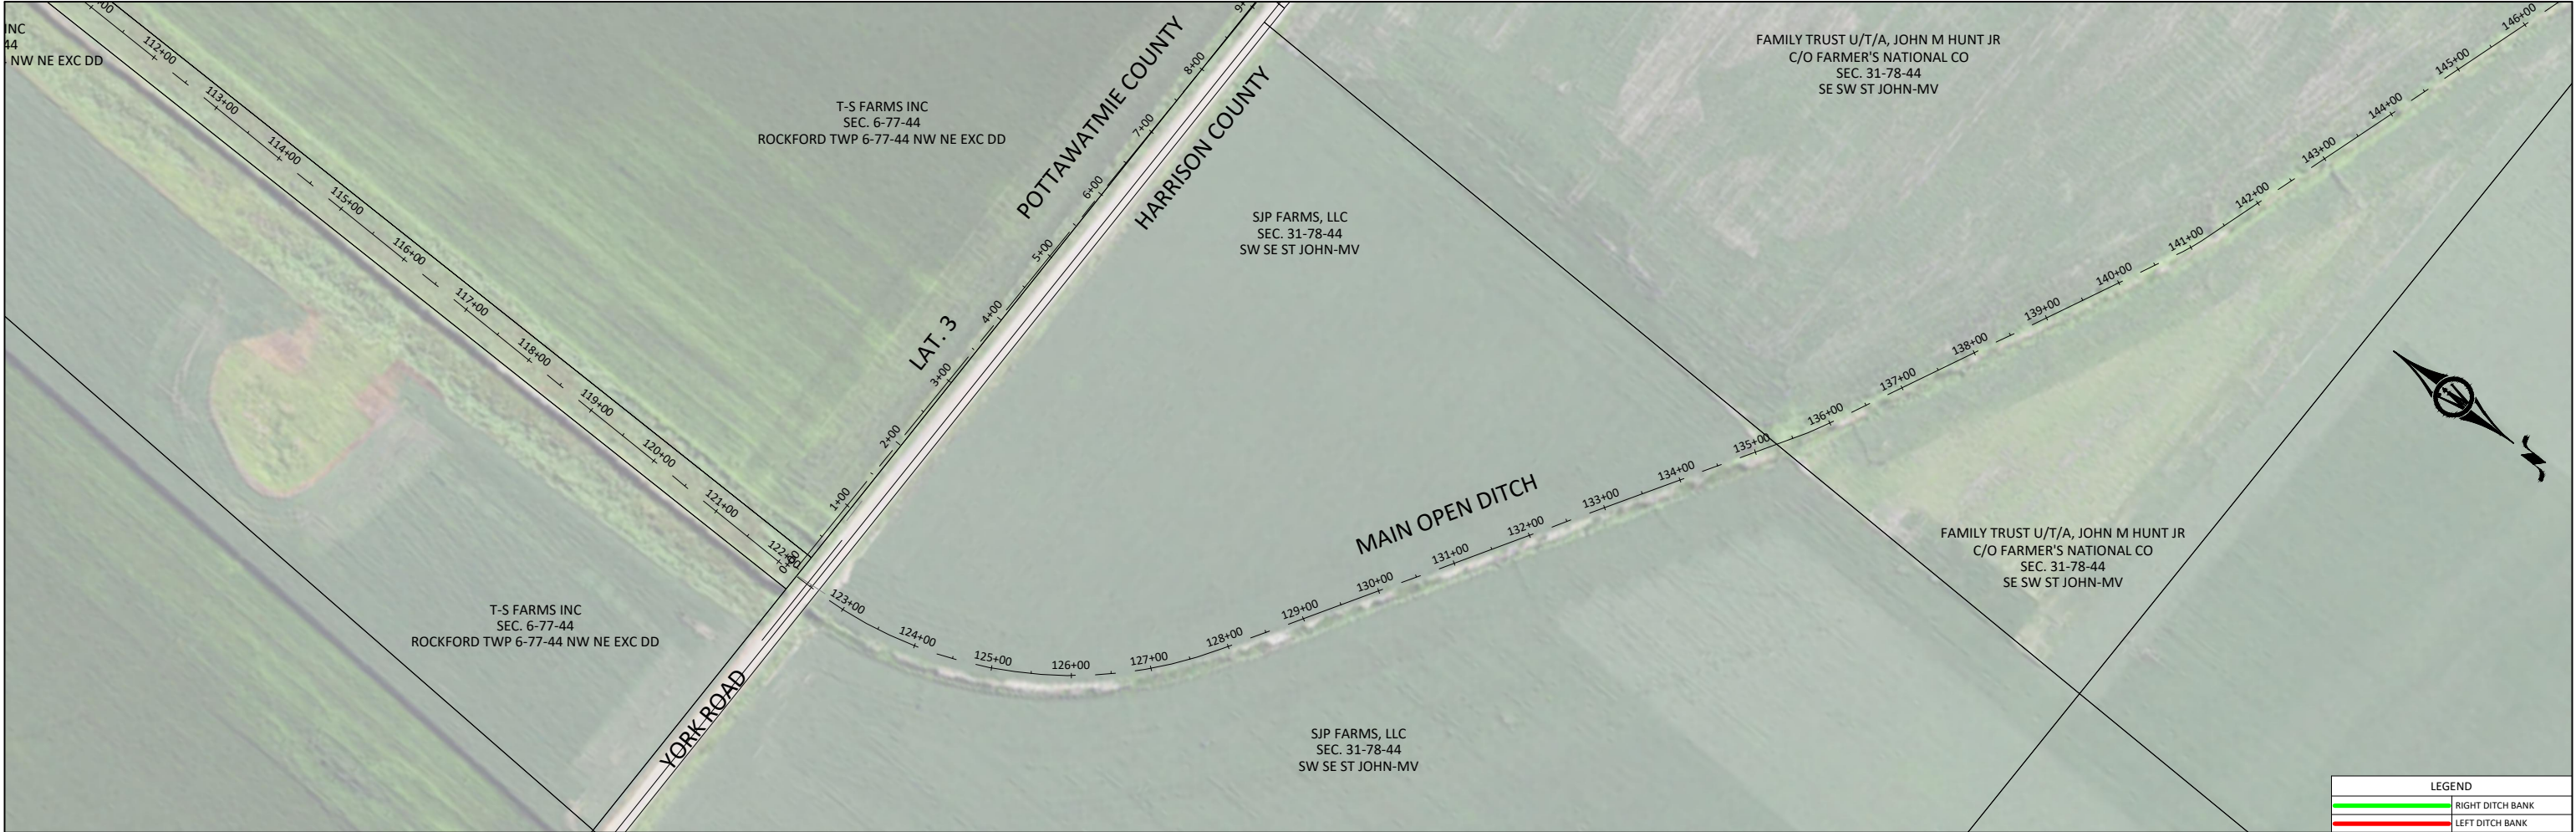 INC
44
NW NE EXC DD
112+00
113+00
114+00
115+00
116+00
117+00
118+00
119+00
120+00
121+00
122+00
T-S FARMS INC
SEC. 6-77-44
ROCKFORD TWP 6-77-44 NW NE EXC DD
POTTAWATMIE COUNTY
HARRISON COUNTY
LAT. 3
0+00
1+00
2+00
3+00
4+00
5+00
6+00
7+00
8+00
SJP FARMS, LLC
SEC. 31-78-44
SW SE ST JOHN-MV
FAMILY TRUST U/T/A, JOHN M HUNT JR
C/O FARMER'S NATIONAL CO
SEC. 31-78-44
SE SW ST JOHN-MV
MAIN OPEN DITCH
123+00
124+00
125+00
126+00
127+00
128+00
129+00
130+00
131+00
132+00
133+00
134+00
135+00
136+00
137+00
138+00
139+00
140+00
141+00
142+00
143+00
144+00
145+00
146+00
T-S FARMS INC
SEC. 6-77-44
ROCKFORD TWP 6-77-44 NW NE EXC DD
YORK ROAD
SJP FARMS, LLC
SEC. 31-78-44
SW SE ST JOHN-MV
FAMILY TRUST U/T/A, JOHN M HUNT JR
C/O FARMER'S NATIONAL CO
SEC. 31-78-44
SE SW ST JOHN-MV
N
LEGEND
RIGHT DITCH BANK
LEFT DITCH BANK